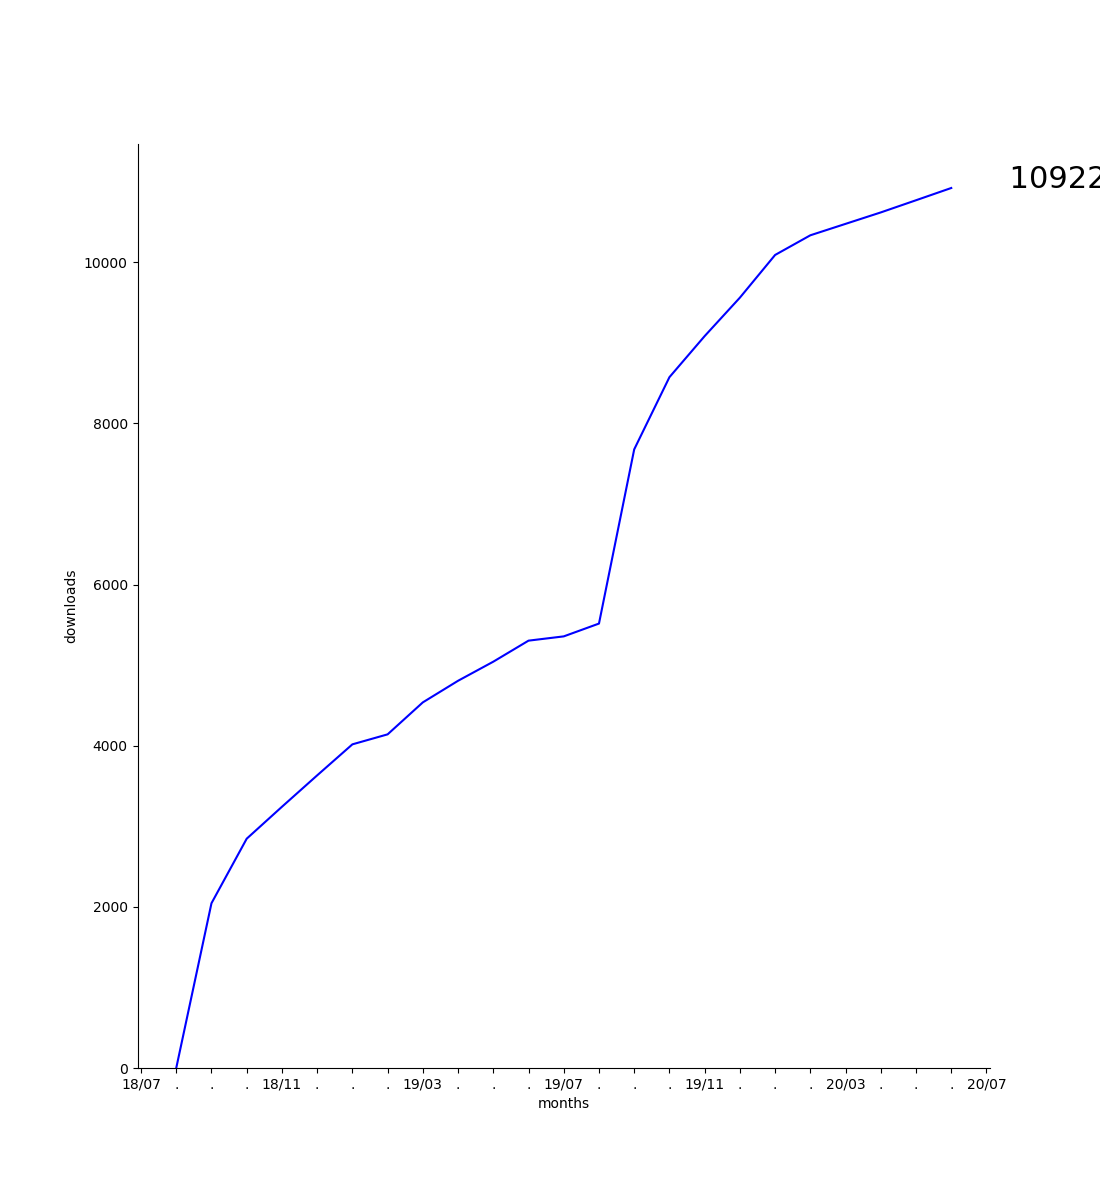 10922
10000
8000
6000
downloads
4000
2000
0
18/07 . . . 18/11 . . . 19/03 . . . 19/07 . . . 19/11 . . . 20/03 . . . 20/07
months